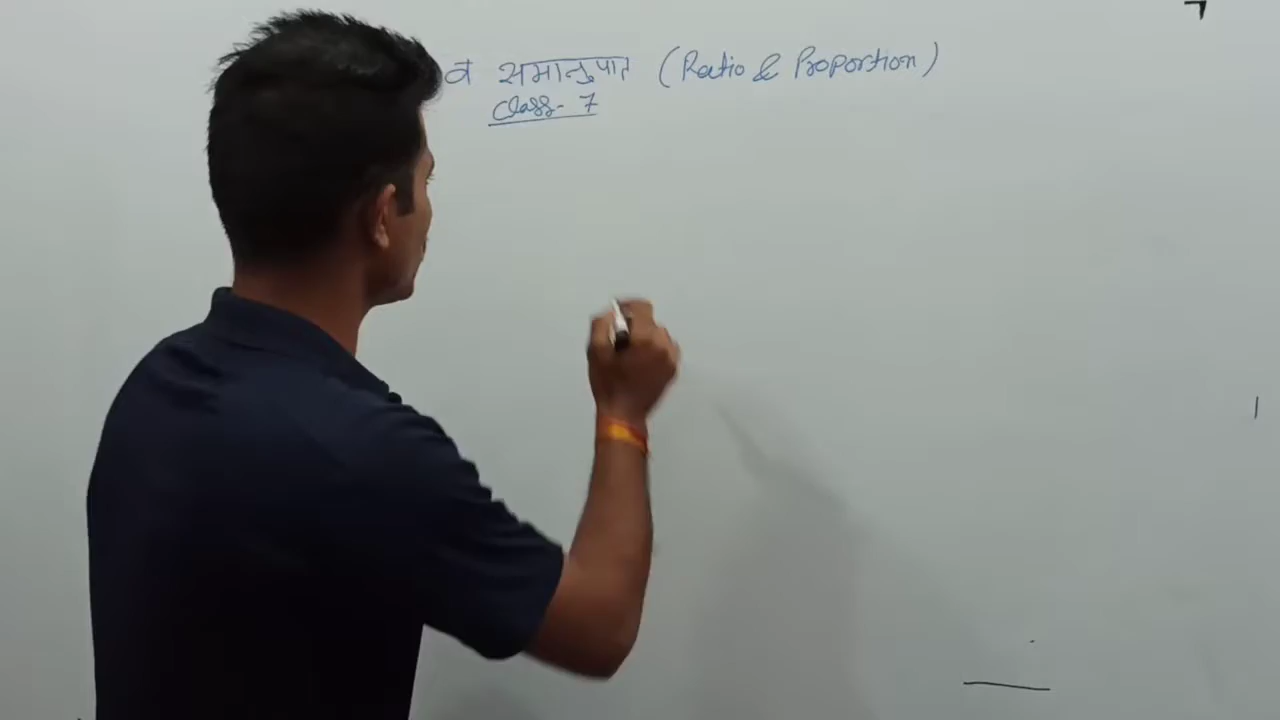 व समानुपात (Ratio & Proportion)
Class- 7